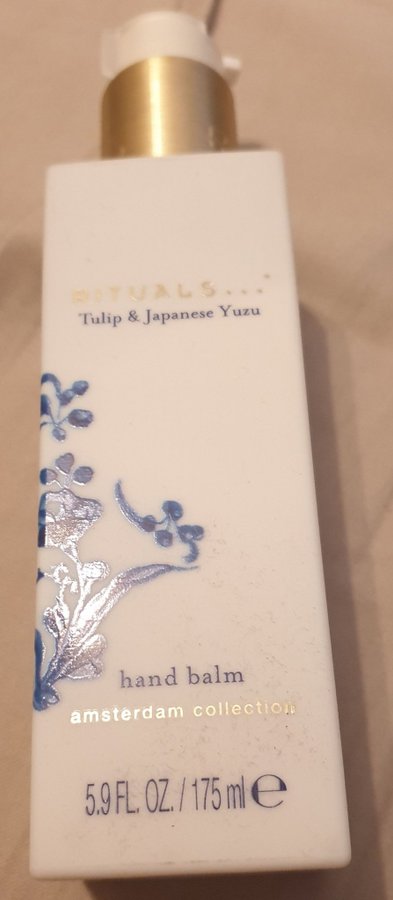 RITUALS...
Tulip & Japanese Yuzu
hand balm
amsterdam collection
5.9 FL. OZ. / 175 ml ℮